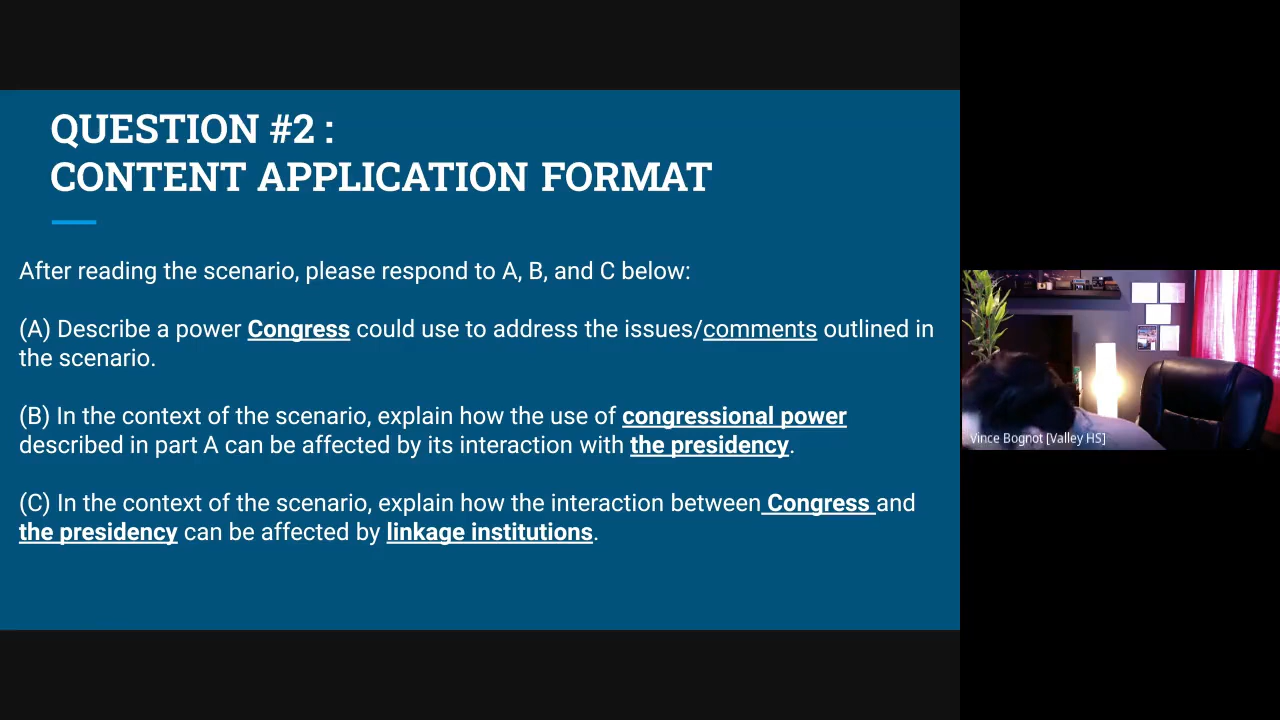 QUESTION #2 :
CONTENT APPLICATION FORMAT
After reading the scenario, please respond to A, B, and C below:
(A) Describe a power Congress could use to address the issues/comments outlined in
the scenario.
(B) In the context of the scenario, explain how the use of congressional power
described in part A can be affected by its interaction with the presidency.
(C) In the context of the scenario, explain how the interaction between Congress and
the presidency can be affected by linkage institutions.
Vince Bognot [Valley HS]